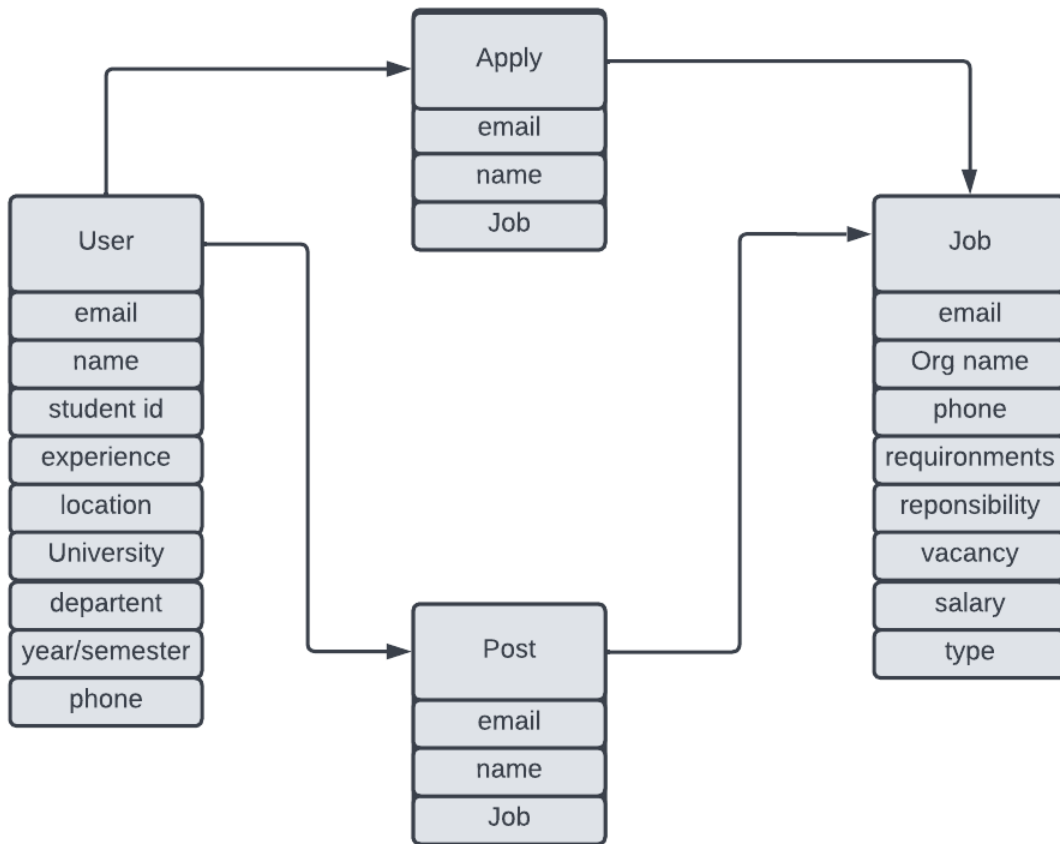 Apply
email
name
Job
User
email
name
student id
experience
location
University
departent
year/semester
phone
Job
email
Org name
phone
requironments
reponsibility
vacancy
salary
type
Post
email
name
Job